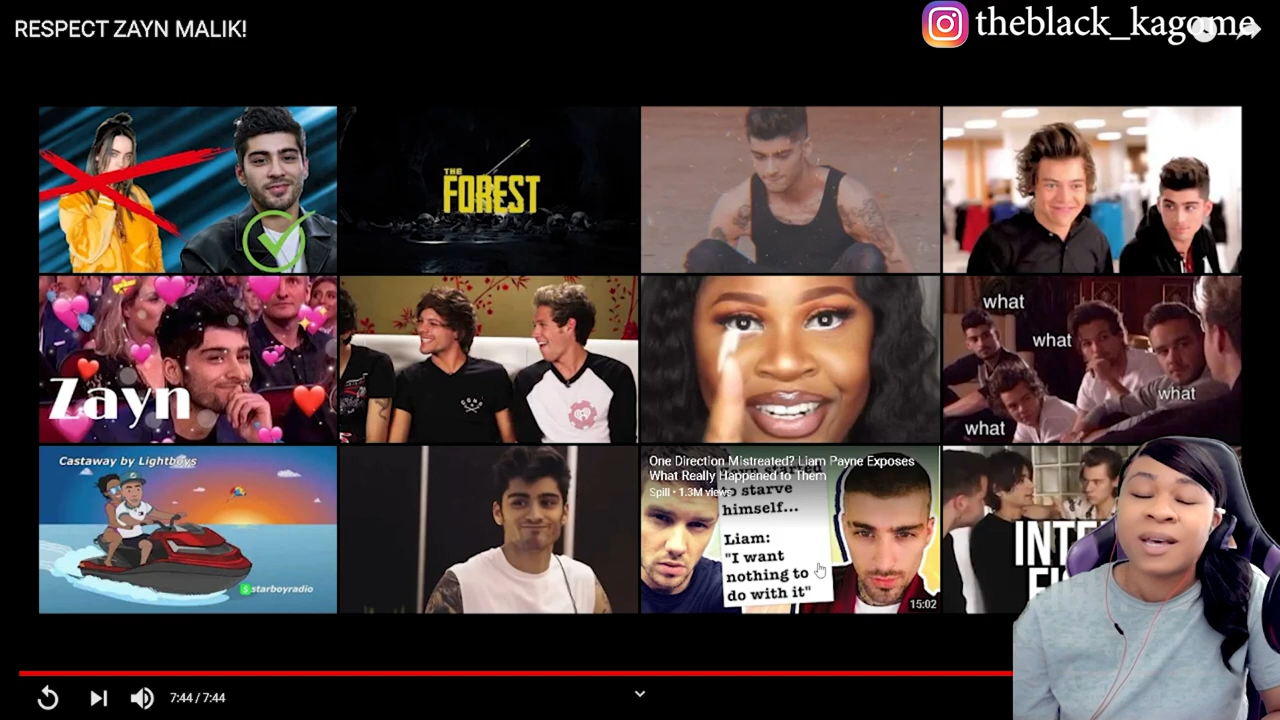 RESPECT ZAYN MALIK!
theblack_kagome
THE
FOREST
what
what
what
what
Zayn
Castaway by Lightboys
starboyradio
One Direction Mistreated? Liam Payne Exposes
What Really Happened to Them
Spill • 1.3M views
to starve
himself...
Liam:
"I want
nothing to
do with it"
15:02
7:44 / 7:44